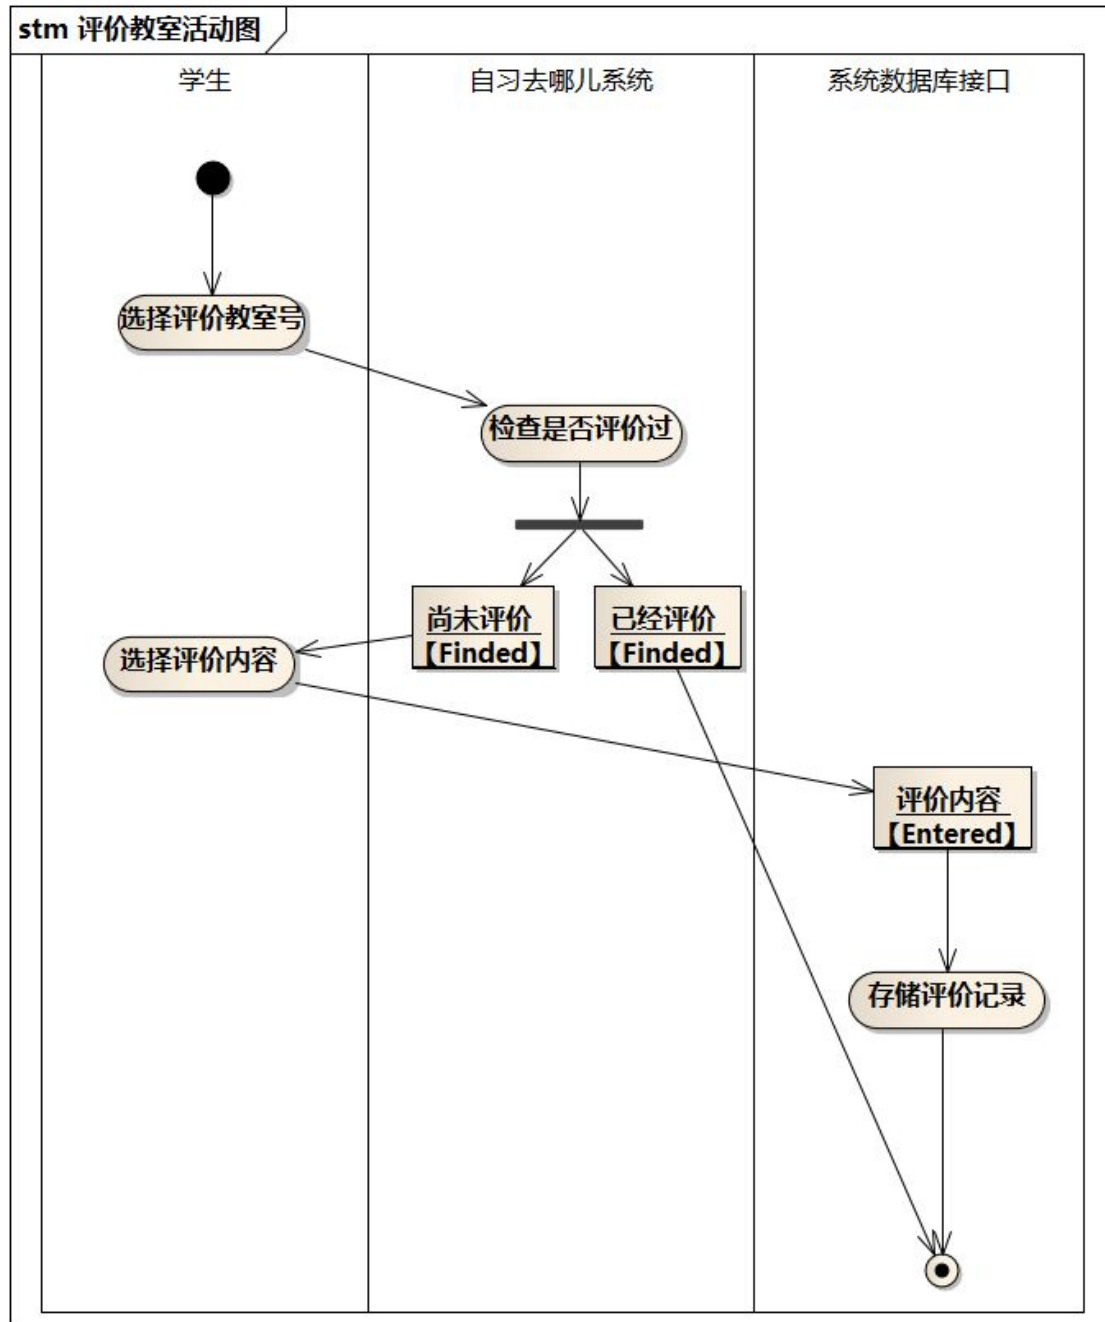 stm 评价教室活动图
学生
自习去哪儿系统
系统数据库接口
选择评价教室号
检查是否评价过
尚未评价
【Finded】
已经评价
【Finded】
选择评价内容
评价内容
【Entered】
存储评价记录